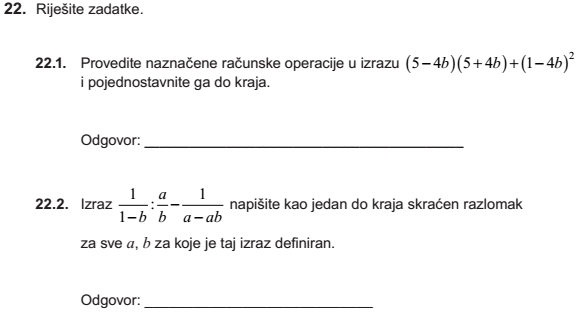 22. Riješite zadatke.
22.1. Provedite naznačene računske operacije u izrazu (5−4b)(5+4b)+(1−4b)²
i pojednostavnite ga do kraja.
Odgovor: ____________________
22.2. Izraz 1/(1−b) : a/b − 1/(a−ab) napišite kao jedan do kraja skraćen razlomak
za sve a, b za koje je taj izraz definiran.
Odgovor: ____________________